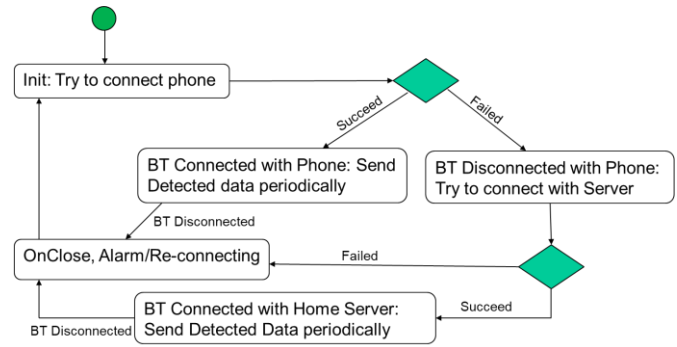 Init: Try to connect phone
Succeed
Failed
BT Connected with Phone: Send
Detected data periodically
BT Disconnected with Phone:
Try to connect with Server
BT Disconnected
OnClose, Alarm/Re-connecting
Failed
BT Connected with Home Server:
Send Detected Data periodically
Succeed
BT Disconnected